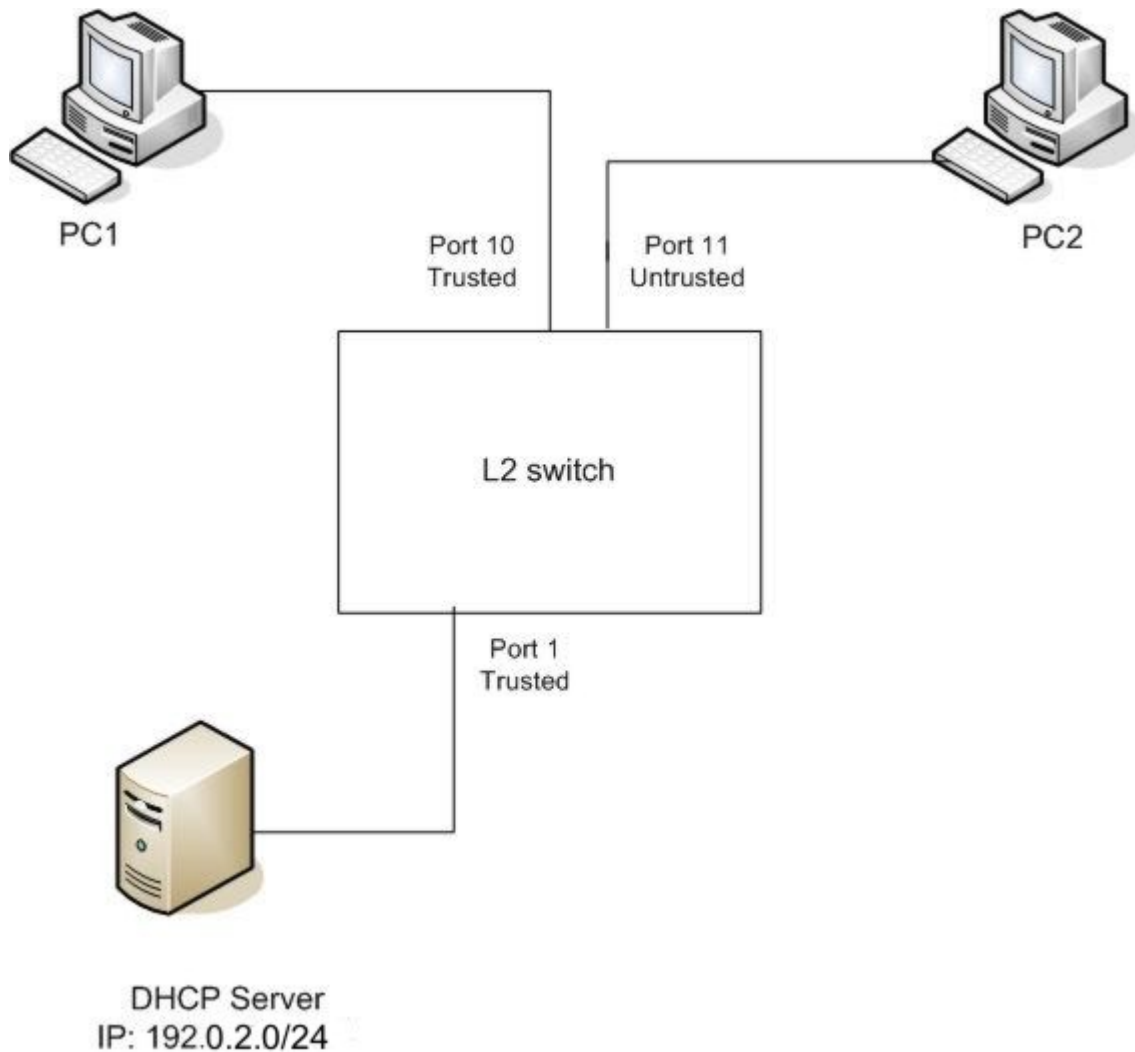 PC1
PC2
Port 10
Trusted
Port 11
Untrusted
L2 switch
Port 1
Trusted
DHCP Server
IP: 192.0.2.0/24